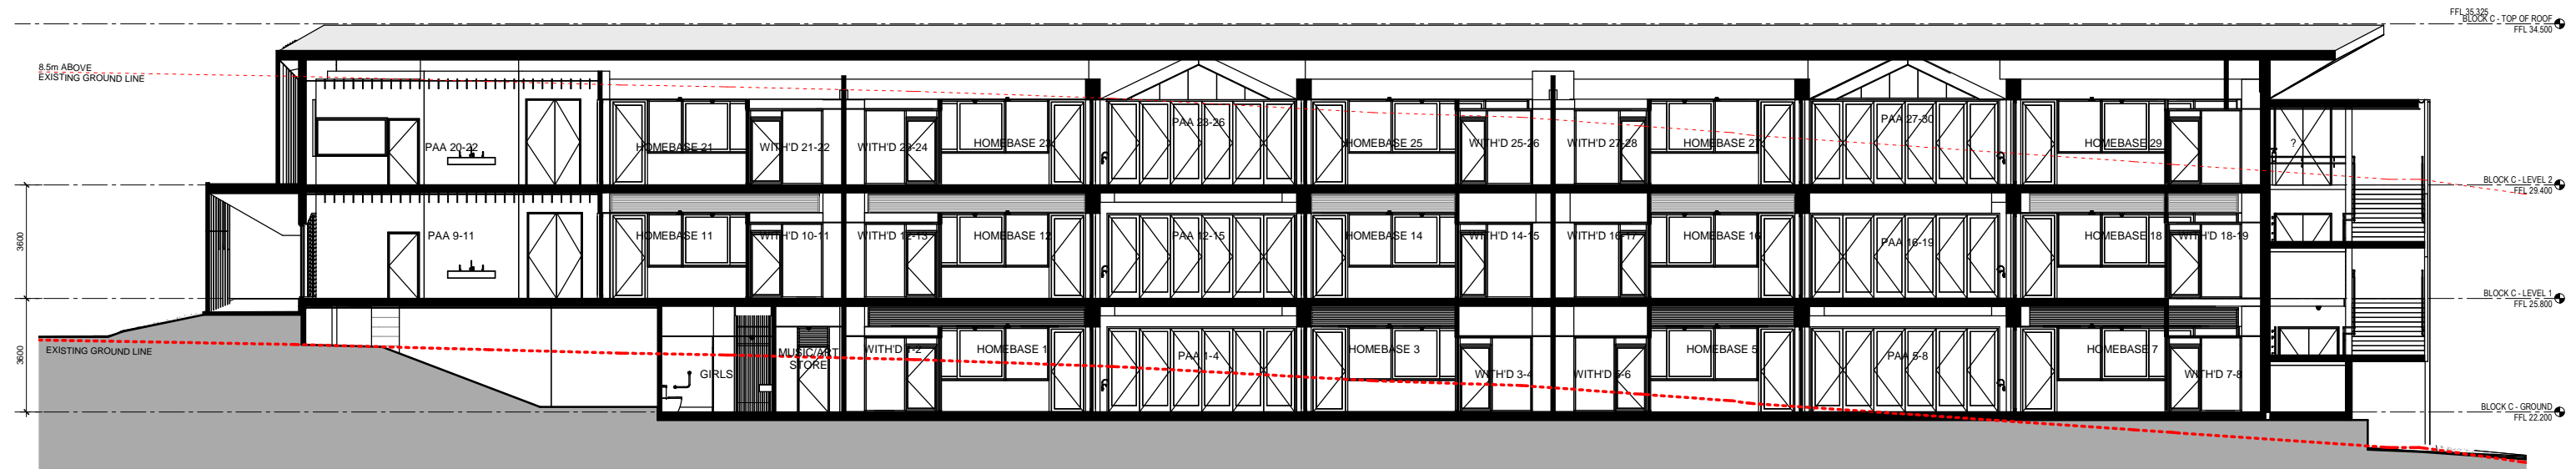 FFL 35.325
BLOCK C - TOP OF ROOF
FFL 34.500
8.5m ABOVE
EXISTING GROUND LINE
PAA 20-22
HOMEBASE 21
WITH'D 21-22
WITH'D 23-24
HOMEBASE 23
PAA 23-26
HOMEBASE 25
WITH'D 25-26
WITH'D 27-28
HOMEBASE 27
PAA 27-30
HOMEBASE 29
?
BLOCK C - LEVEL 2
FFL 29.400
3600
PAA 9-11
HOMEBASE 11
WITH'D 10-11
WITH'D 12-13
HOMEBASE 12
PAA 12-15
HOMEBASE 14
WITH'D 14-15
WITH'D 16-17
HOMEBASE 16
PAA 16-19
HOMEBASE 18
WITH'D 18-19
BLOCK C - LEVEL 1
FFL 25.800
3600
EXISTING GROUND LINE
GIRLS
MUSIC/ART
STORE
WITH'D 1-2
HOMEBASE 1
PAA 1-4
HOMEBASE 3
WITH'D 3-4
WITH'D 5-6
HOMEBASE 5
PAA 5-8
HOMEBASE 7
WITH'D 7-8
BLOCK C - GROUND
FFL 22.200